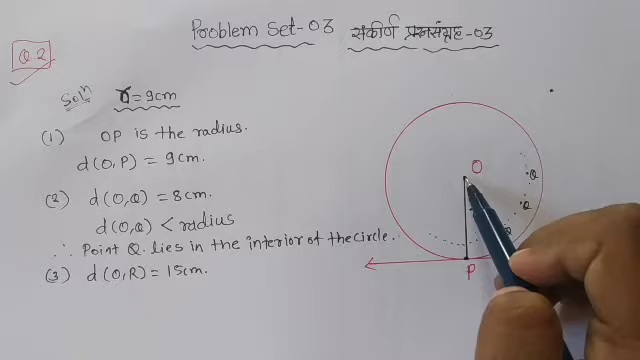 Problem Set-03 संकीर्ण प्रश्नसंग्रह-03
Q.2
Solⁿ r = 9cm
(1) OP is the radius.
d(O,P) = 9cm.
(2) d(O,Q) = 8cm.
d(O,Q) < radius
∴ Point Q lies in the interior of the circle.
(3) d(O,R) = 15cm.
O
Q
Q
P